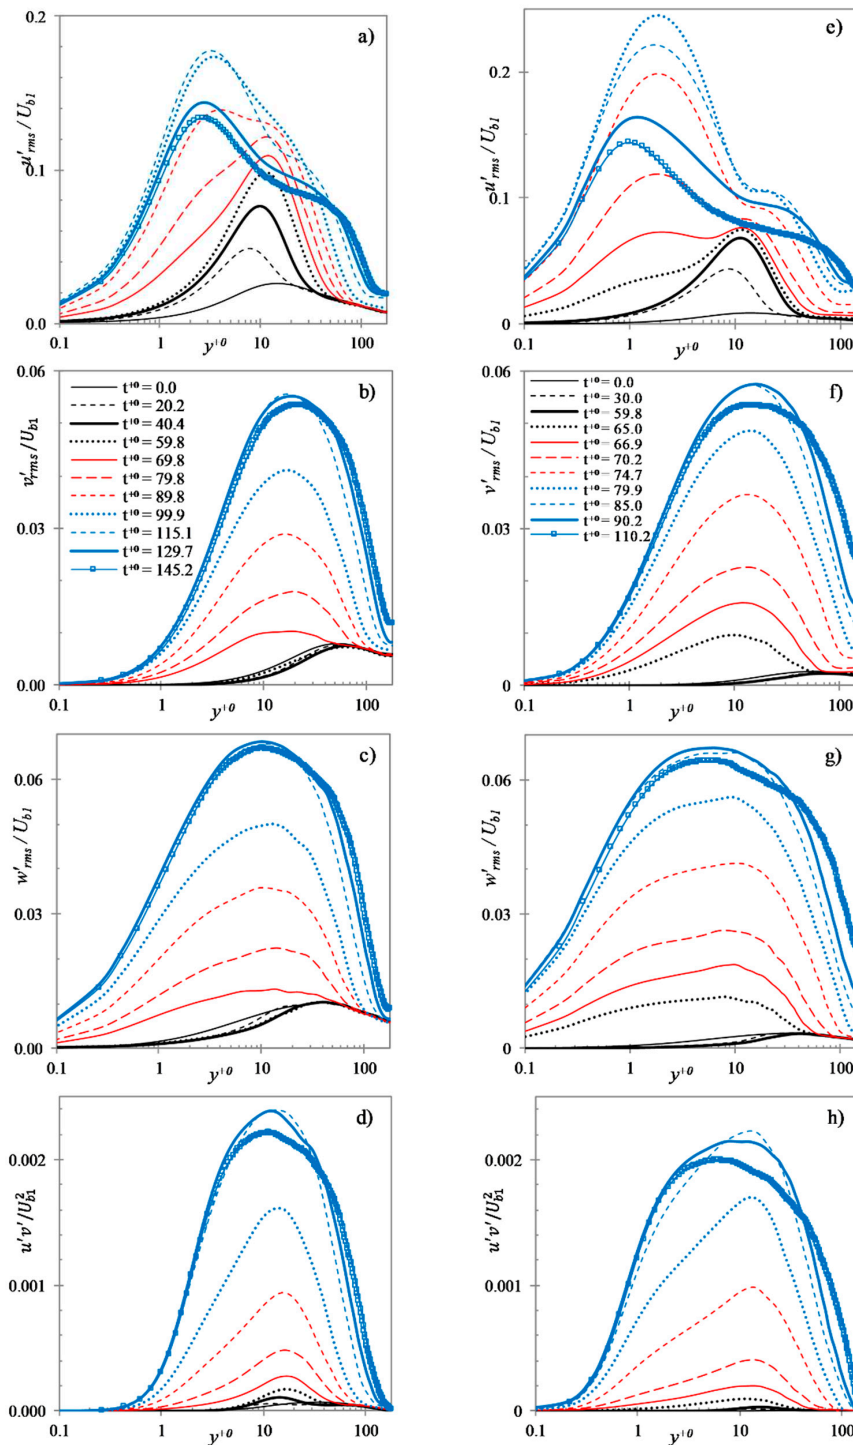 a)
0.2
0.1
0.0
u'rms / Ub1
0.1 1 10 100
y+0
e)
0.2
0.1
0
u'rms / Ub1
0.1 1 10 100
y+0
b)
0.06
0.03
0.00
v'rms / Ub1
t+0 = 0.0
t+0 = 20.2
t+0 = 40.4
t+0 = 59.8
t+0 = 69.8
t+0 = 79.8
t+0 = 89.8
t+0 = 99.9
t+0 = 115.1
t+0 = 129.7
t+0 = 145.2
0.1 1 10 100
y+0
f)
0.06
0.03
0
v'rms / Ub1
t+0 = 0.0
t+0 = 30.0
t+0 = 59.8
t+0 = 65.0
t+0 = 66.9
t+0 = 70.2
t+0 = 74.7
t+0 = 79.9
t+0 = 85.0
t+0 = 90.2
t+0 = 110.2
0.1 1 10 100
y+0
c)
0.06
0.03
0.00
w'rms / Ub1
0.1 1 10 100
y+0
g)
0.06
0.03
0
w'rms / Ub1
0.1 1 10 100
y+0
d)
0.002
0.001
0.000
u'v'/U²b1
0.1 1 10 100
y+0
h)
0.002
0.001
0
u'v'/U²b1
0.1 1 10 100
y+0